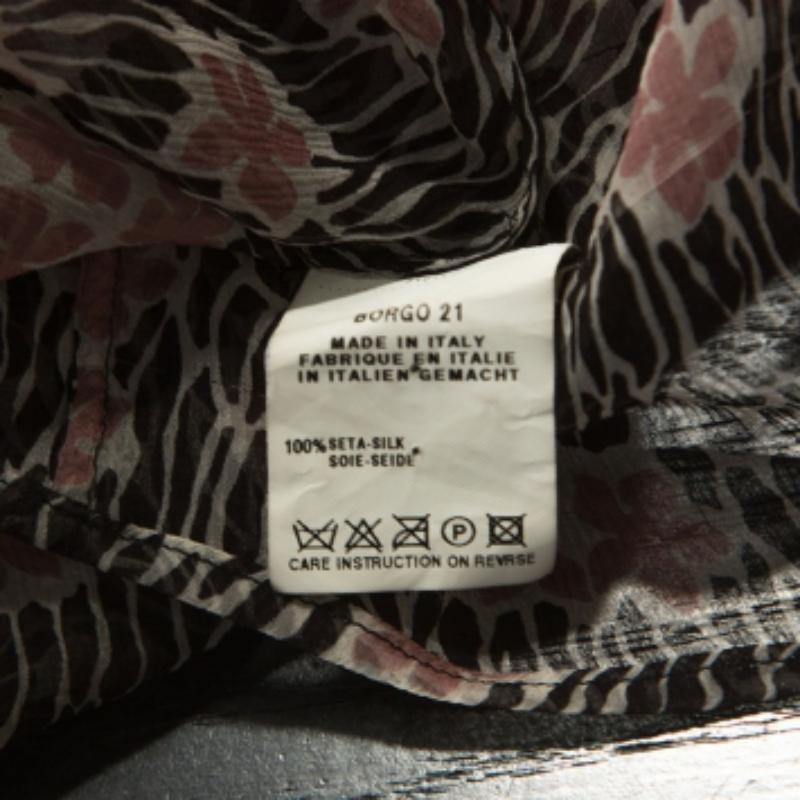 BORGO 21
MADE IN ITALY
FABRIQUE EN ITALIE
IN ITALIEN GEMACHT
100% SETA-SILK
SOIE-SEIDE
P
CARE INSTRUCTION ON REVRSE